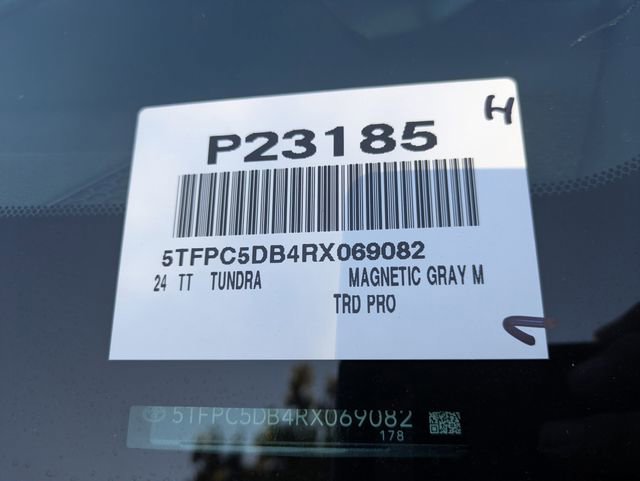 H
P23185
5TFPC5DB4RX069082
24 TT TUNDRA MAGNETIC GRAY M
TRD PRO
5TFPC5DB4RX069082
178